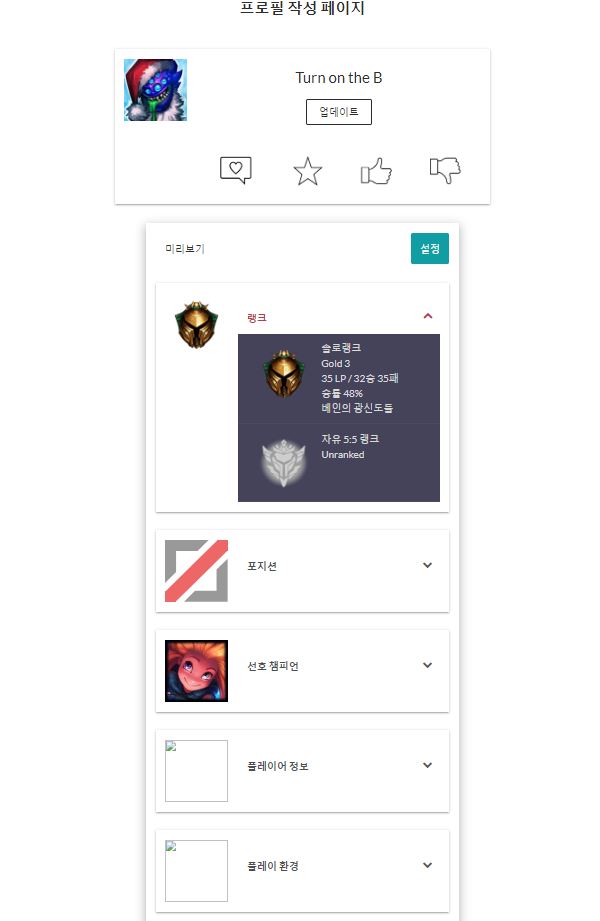 프로필 작성 페이지
Turn on the B
업데이트
미리보기
설정
랭크
솔로랭크
Gold 3
35 LP / 32승 35패
승률 48%
베인의 광신도들
자유 5:5 랭크
Unranked
포지션
선호 챔피언
플레이어 정보
플레이 환경